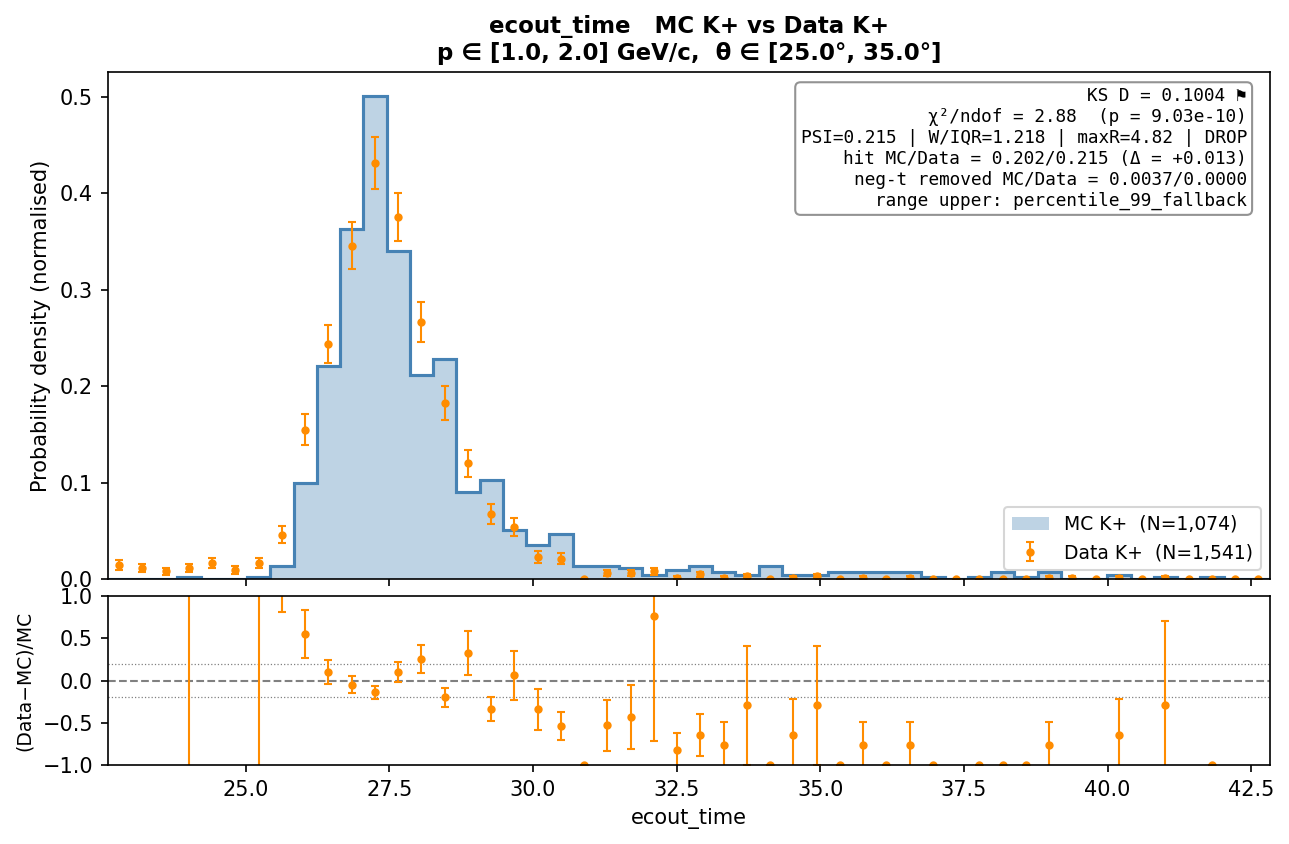 ecout_time   MC K+ vs Data K+
p ∈ [1.0, 2.0] GeV/c,  θ ∈ [25.0°, 35.0°]
KS D = 0.1004 ⚑
χ²/ndof = 2.88  (p = 9.03e-10)
PSI=0.215 | W/IQR=1.218 | maxR=4.82 | DROP
hit MC/Data = 0.202/0.215 (Δ = +0.013)
neg-t removed MC/Data = 0.0037/0.0000
range upper: percentile_99_fallback
Probability density (normalised)
0.5
0.4
0.3
0.2
0.1
0.0
MC K+  (N=1,074)
Data K+  (N=1,541)
(Data−MC)/MC
1.0
0.5
0.0
−0.5
−1.0
25.0 27.5 30.0 32.5 35.0 37.5 40.0 42.5
ecout_time